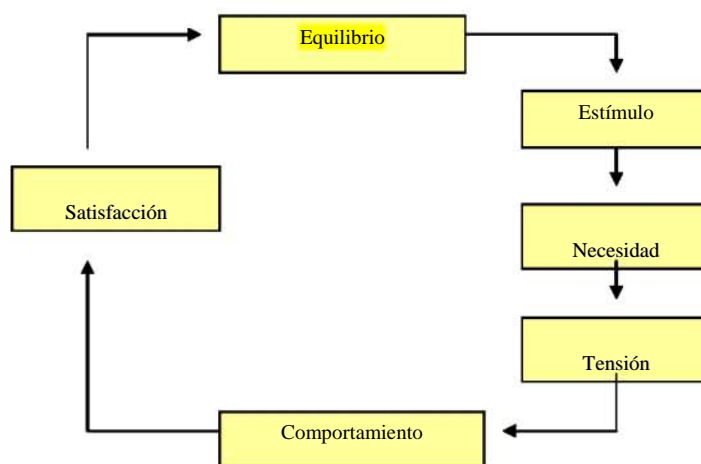 Equilibrio
Estímulo
Necesidad
Tensión
Comportamiento
Satisfacción